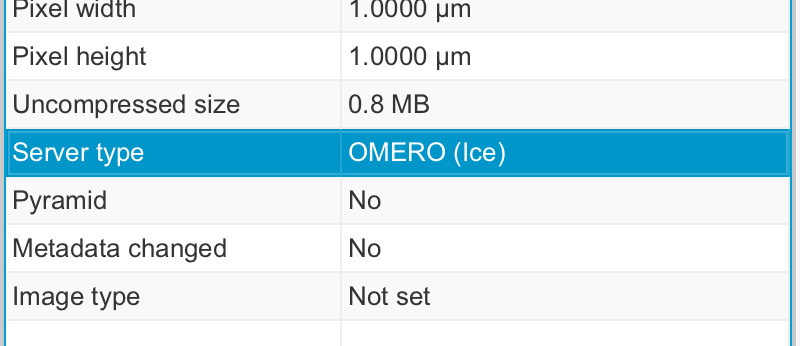 Pixel width 1.0000 µm
Pixel height 1.0000 µm
Uncompressed size 0.8 MB
Server type OMERO (Ice)
Pyramid No
Metadata changed No
Image type Not set